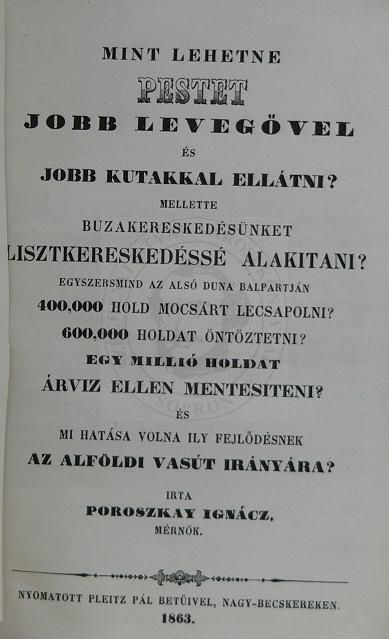 MINT LEHETNE
PESTET
JOBB LEVEGŐVEL
ÉS
JOBB KUTAKKAL ELLÁTNI?
MELLETTE
BUZAKERESKEDÉSÜNKET
LISZTKERESKEDÉSSÉ ALAKITANI?
EGYSZERSMIND AZ ALSÓ DUNA BALPARTJÁN
400,000 HOLD MOCSÁRT LECSAPOLNI?
600,000 HOLDAT ÖNTÖZTETNI?
EGY MILLIÓ HOLDAT
ÁRVIZ ELLEN MENTESITENI?
ÉS
MI HATÁSA VOLNA ILY FEJLŐDÉSNEK
AZ ALFÖLDI VASÚT IRÁNYÁRA?
IRTA
POROSZKAY IGNÁCZ,
MÉRNÖK.
NYOMATOTT PLEITZ PÁL BETÜIVEL, NAGY-BECSKEREKEN.
1863.
SOPRON